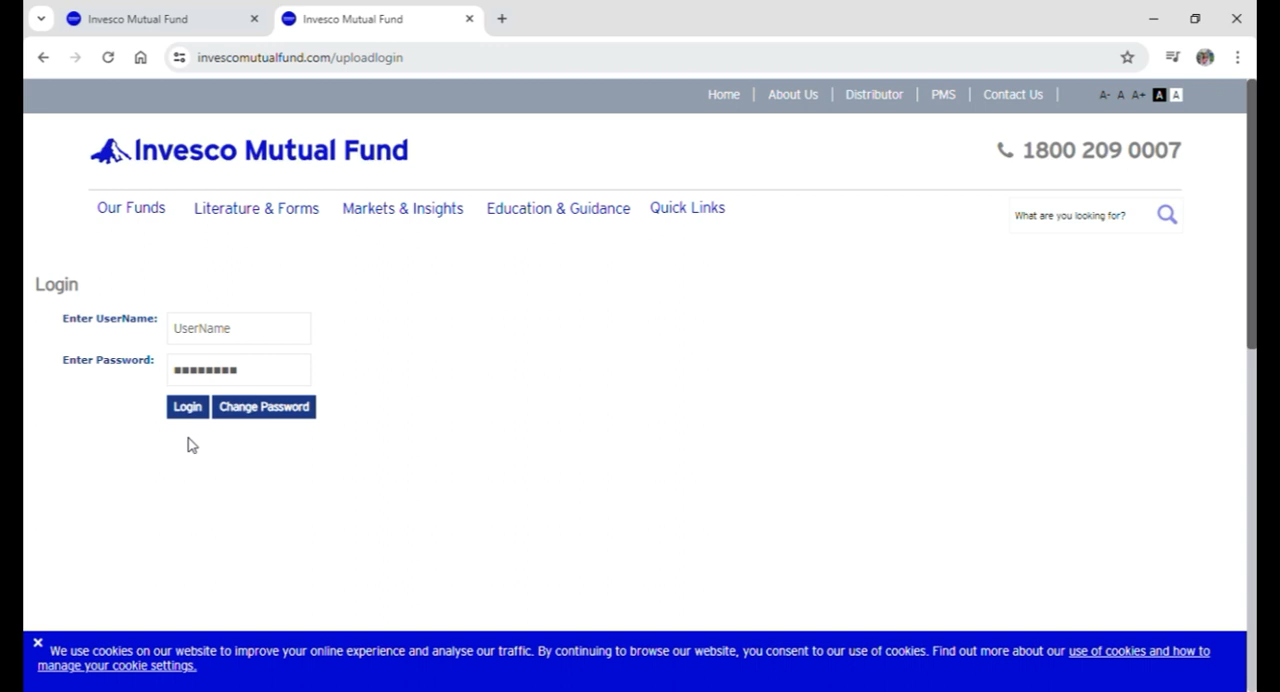 Invesco Mutual Fund
Invesco Mutual Fund
invescomutualfund.com/uploadlogin
Home About Us Distributor PMS Contact Us A- A A+ A A
Invesco Mutual Fund
1800 209 0007
Our Funds Literature & Forms Markets & Insights Education & Guidance Quick Links
What are you looking for?
Login
Enter UserName: UserName
Enter Password:
Login Change Password
We use cookies on our website to improve your online experience and analyse our traffic. By continuing to browse our website, you consent to our use of cookies. Find out more about our use of cookies and how to
manage your cookie settings.